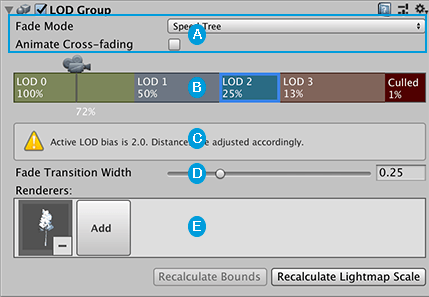 LOD Group
Fade Mode Speed Tree
A
Animate Cross-fading
LOD 0 LOD 1 LOD 2 LOD 3 Culled
100% 50% B 25% 13% 1%
72%
Active LOD bias is 2.0. Distances are adjusted accordingly.
C
Fade Transition Width D 0.25
Renderers:
Add E
Recalculate Bounds Recalculate Lightmap Scale